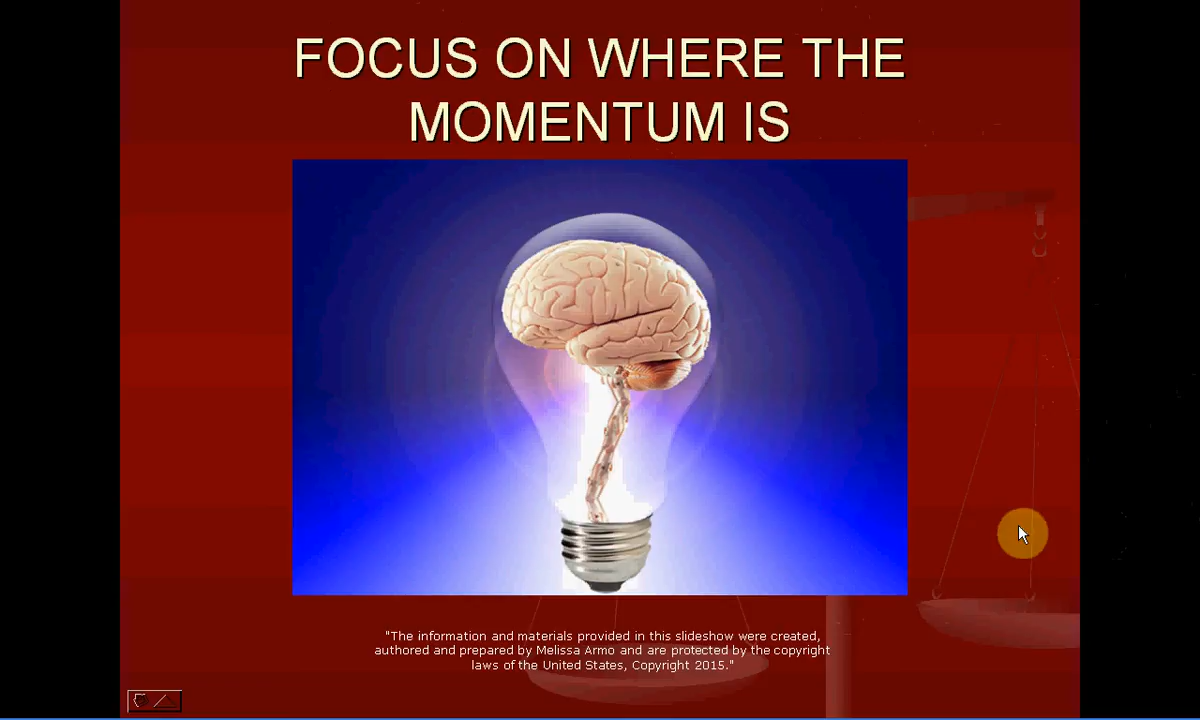 FOCUS ON WHERE THE
MOMENTUM IS
"The information and materials provided in this slideshow were created,
authored and prepared by Melissa Armo and are protected by the copyright
laws of the United States, Copyright 2015."